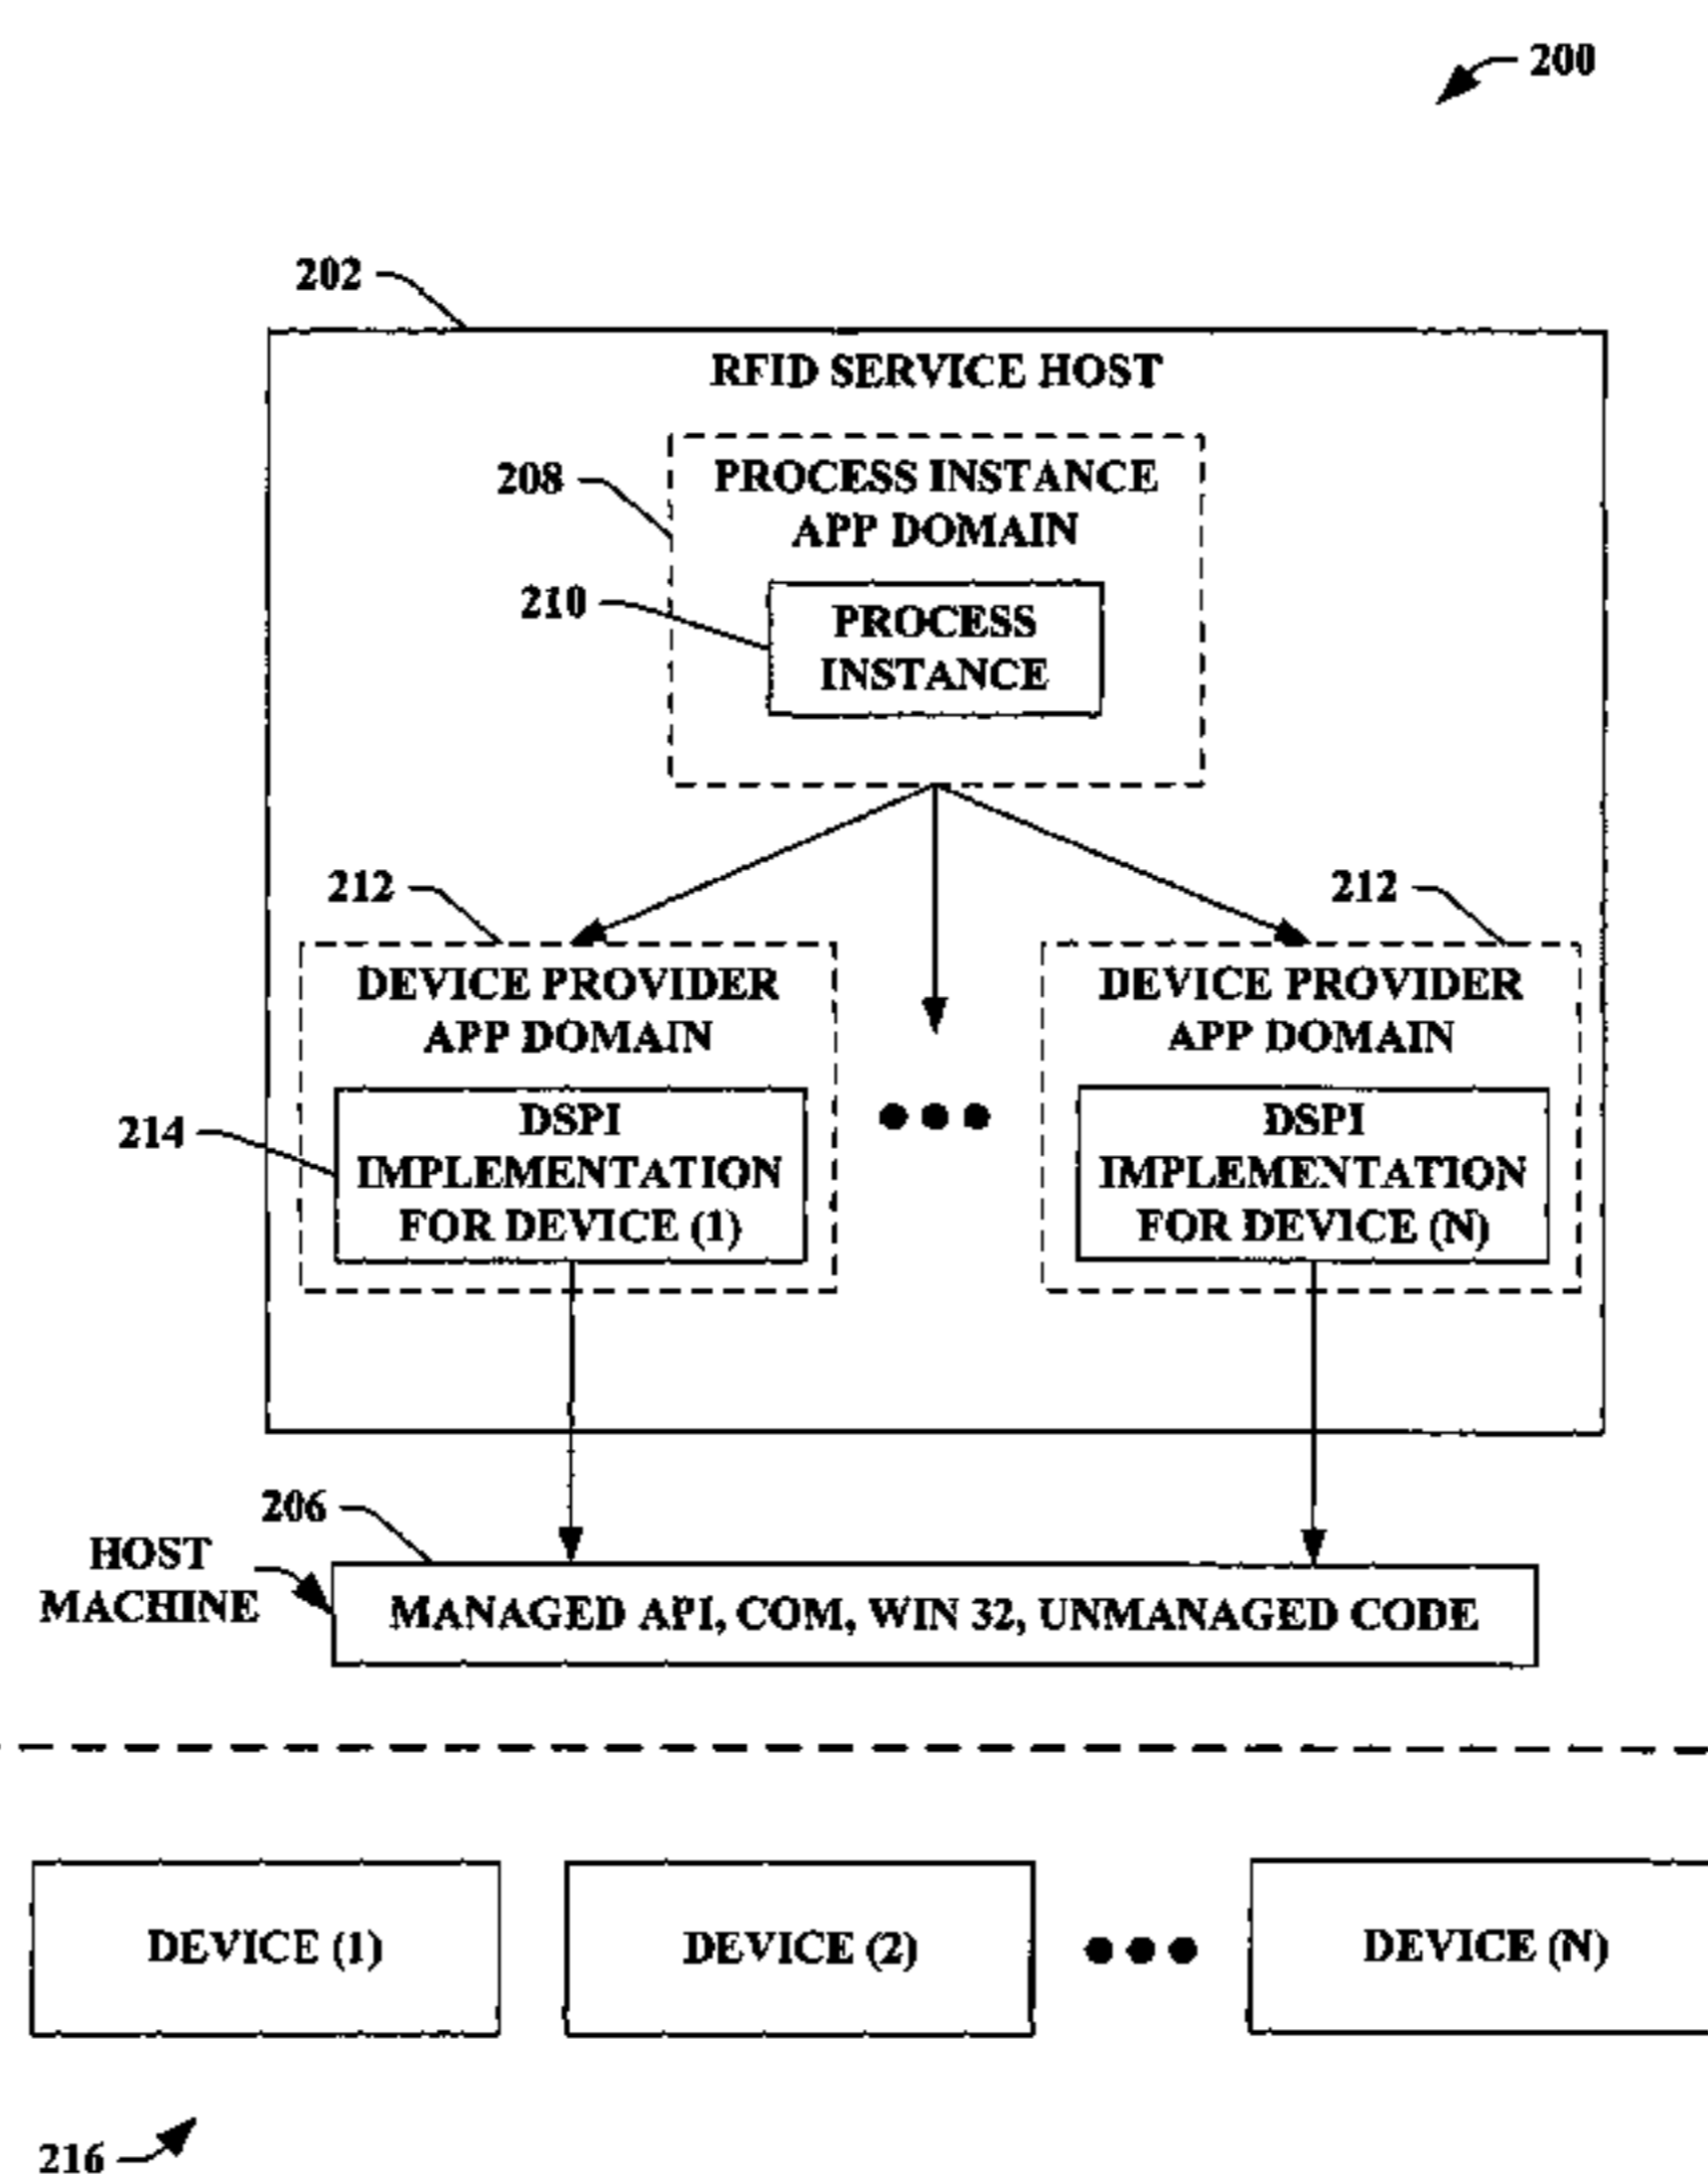 200
202
RFID SERVICE HOST
208
PROCESS INSTANCE
APP DOMAIN
210
PROCESS
INSTANCE
212
212
DEVICE PROVIDER
APP DOMAIN
DEVICE PROVIDER
APP DOMAIN
214
DSPI
IMPLEMENTATION
FOR DEVICE (1)
DSPI
IMPLEMENTATION
FOR DEVICE (N)
206
HOST
MACHINE
MANAGED API, COM, WIN 32, UNMANAGED CODE
DEVICE (1)
DEVICE (2)
DEVICE (N)
216